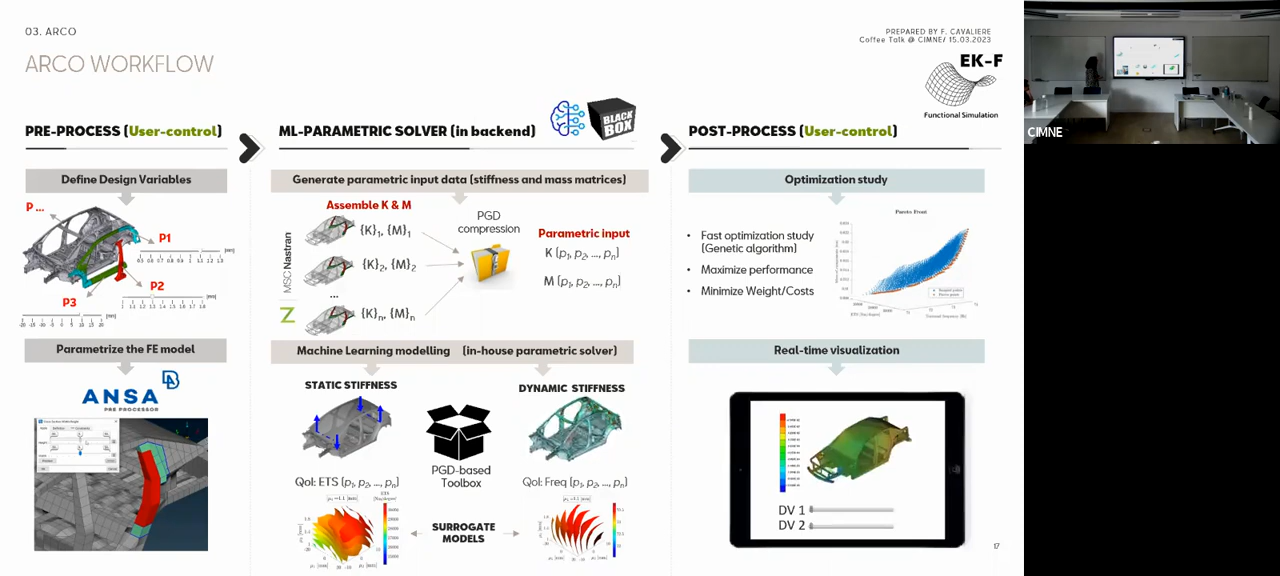 03. ARCO
PREPARED BY F. CAVALIERE
Coffee Talk @ CIMNE/ 15.03.2023
ARCO WORKFLOW
EK-F
Functional Simulation
PRE-PROCESS (User-control)
ML-PARAMETRIC SOLVER (in backend)
BLACK
BOX
POST-PROCESS (User-control)
CIMNE
Define Design Variables
P ...
P1
P2
P3
Parametrize the FE model
ANSA
PRE PROCESSOR
Generate parametric input data (stiffness and mass matrices)
Assemble K & M
MSC Nastran
{K}1, {M}1
{K}2, {M}2
...
{K}n, {M}n
Z
PGD
compression
Parametric input
K (p1, p2, ..., pn)
M (p1, p2, ..., pn)
Machine Learning modelling (in-house parametric solver)
STATIC STIFFNESS
DYNAMIC STIFFNESS
PGD-based
Toolbox
QoI: ETS (p1, p2, ..., pn)
QoI: Freq (p1, p2, ..., pn)
SURROGATE
MODELS
Optimization study
Fast optimization study
(Genetic algorithm)
Maximize performance
Minimize Weight/Costs
Pareto Front
Real-time visualization
DV 1
DV 2
17